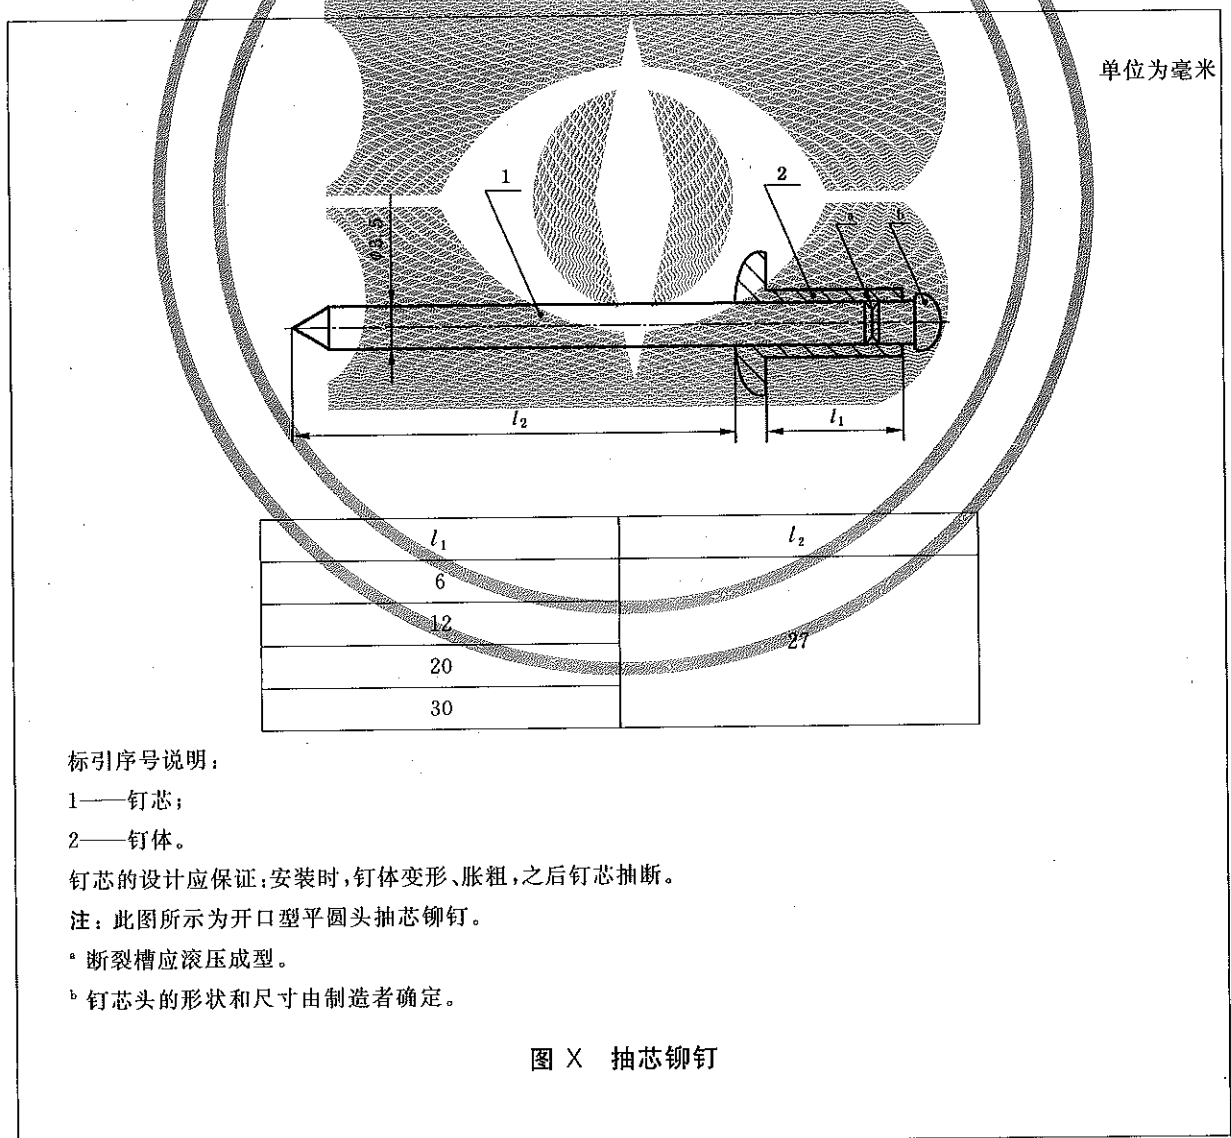 单位为毫米
1
2
a
b
ø35
l₂
l₁
l₁
l₂
6
12
27
20
30
标引序号说明:
1——钉芯;
2——钉体。
钉芯的设计应保证:安装时,钉体变形、胀粗,之后钉芯抽断。
注:此图所示为开口型平圆头抽芯铆钉。
ᵃ 断裂槽应滚压成型。
ᵇ 钉芯头的形状和尺寸由制造者确定。
图 X 抽芯铆钉